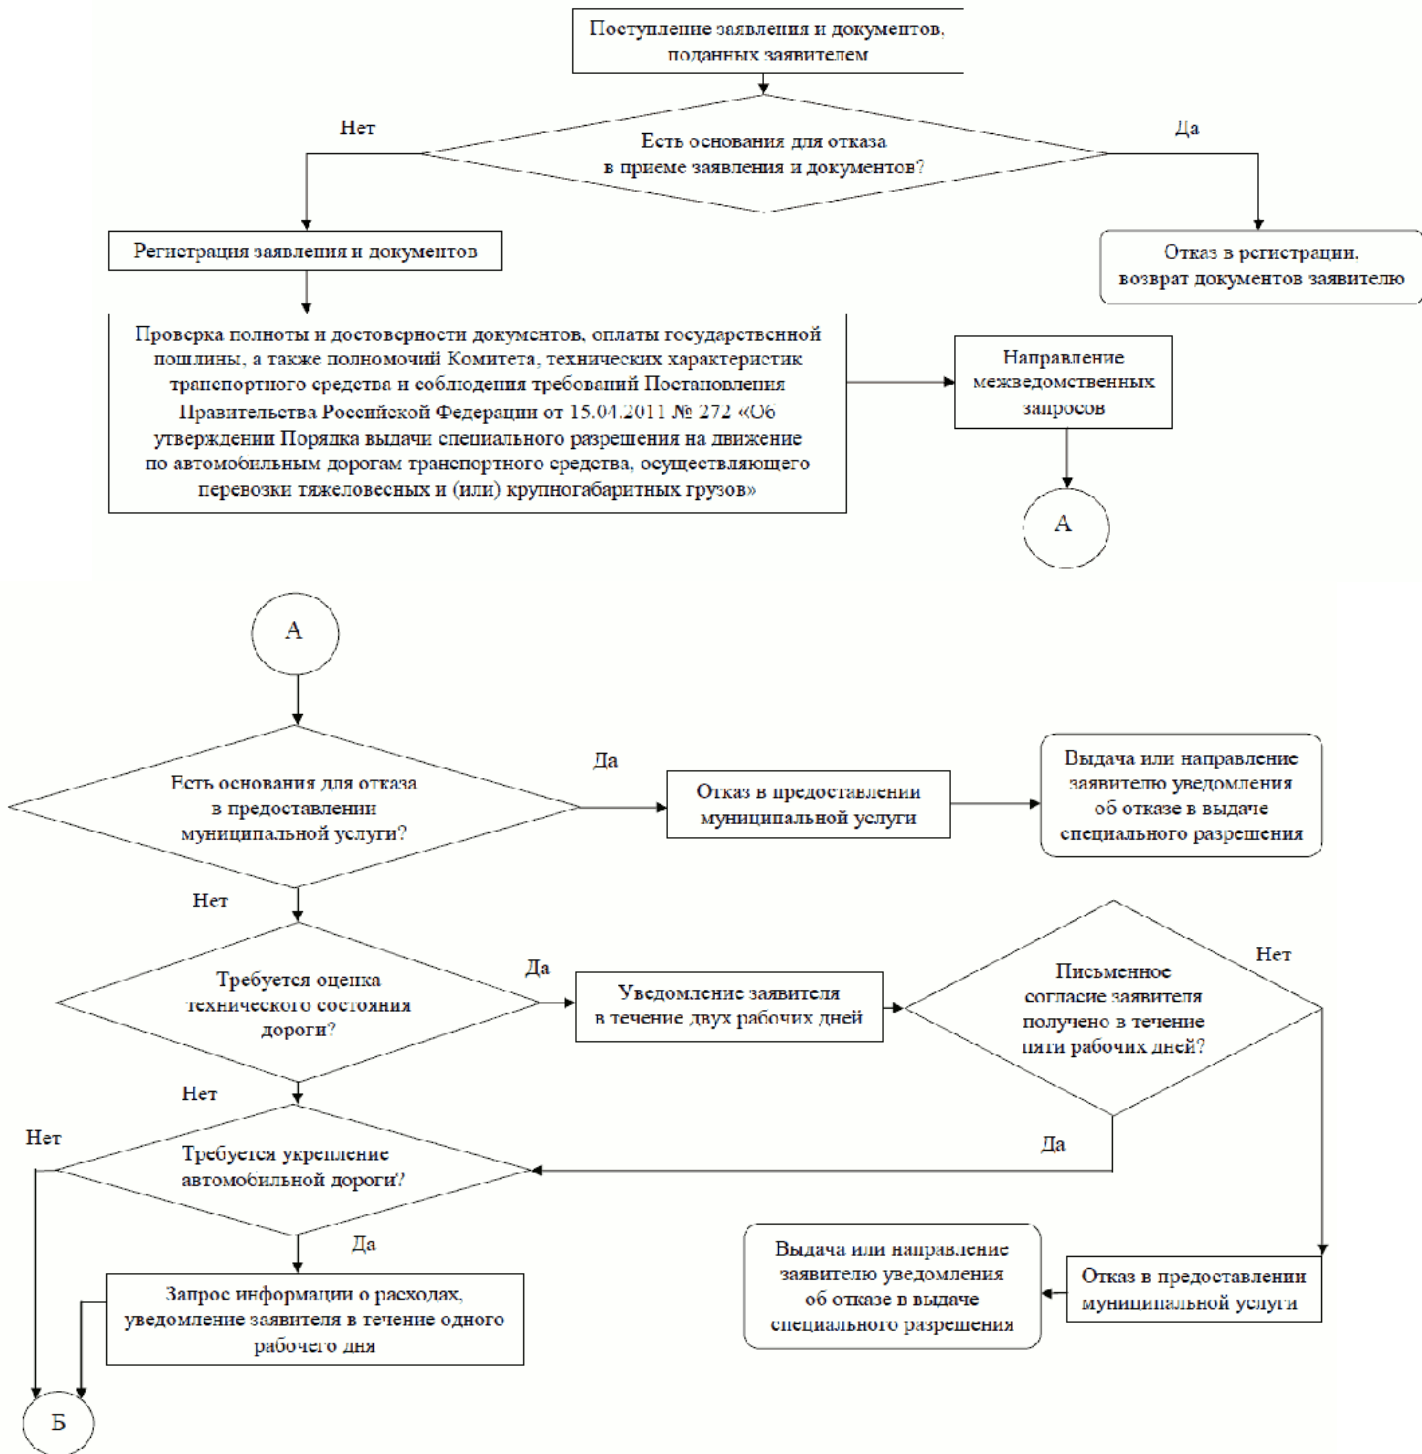 Поступление заявления и документов,
поданных заявителем
Нет
Да
Есть основания для отказа
в приеме заявления и документов?
Регистрация заявления и документов
Отказ в регистрации.
возврат документов заявителю
Проверка полноты и достоверности документов, оплаты государственной
пошлины, а также полномочий Комитета, технических характеристик
транспортного средства и соблюдения требований Постановления
Правительства Российской Федерации от 15.04.2011 № 272 «Об
утверждении Порядка выдачи специального разрешения на движение
по автомобильным дорогам транспортного средства, осуществляющего
перевозки тяжеловесных и (или) крупногабаритных грузов»
Направление
межведомственных
запросов
А
А
Есть основания для отказа
в предоставлении
муниципальной услуги?
Да
Отказ в предоставлении
муниципальной услуги
Выдача или направление
заявителю уведомления
об отказе в выдаче
специального разрешения
Нет
Требуется оценка
технического состояния
дороги?
Да
Уведомление заявителя
в течение двух рабочих дней
Письменное
согласие заявителя
получено в течение
пяти рабочих дней?
Нет
Нет
Нет
Требуется укрепление
автомобильной дороги?
Да
Да
Запрос информации о расходах,
уведомление заявителя в течение одного
рабочего дня
Выдача или направление
заявителю уведомления
об отказе в выдаче
специального разрешения
Отказ в предоставлении
муниципальной услуги
Б